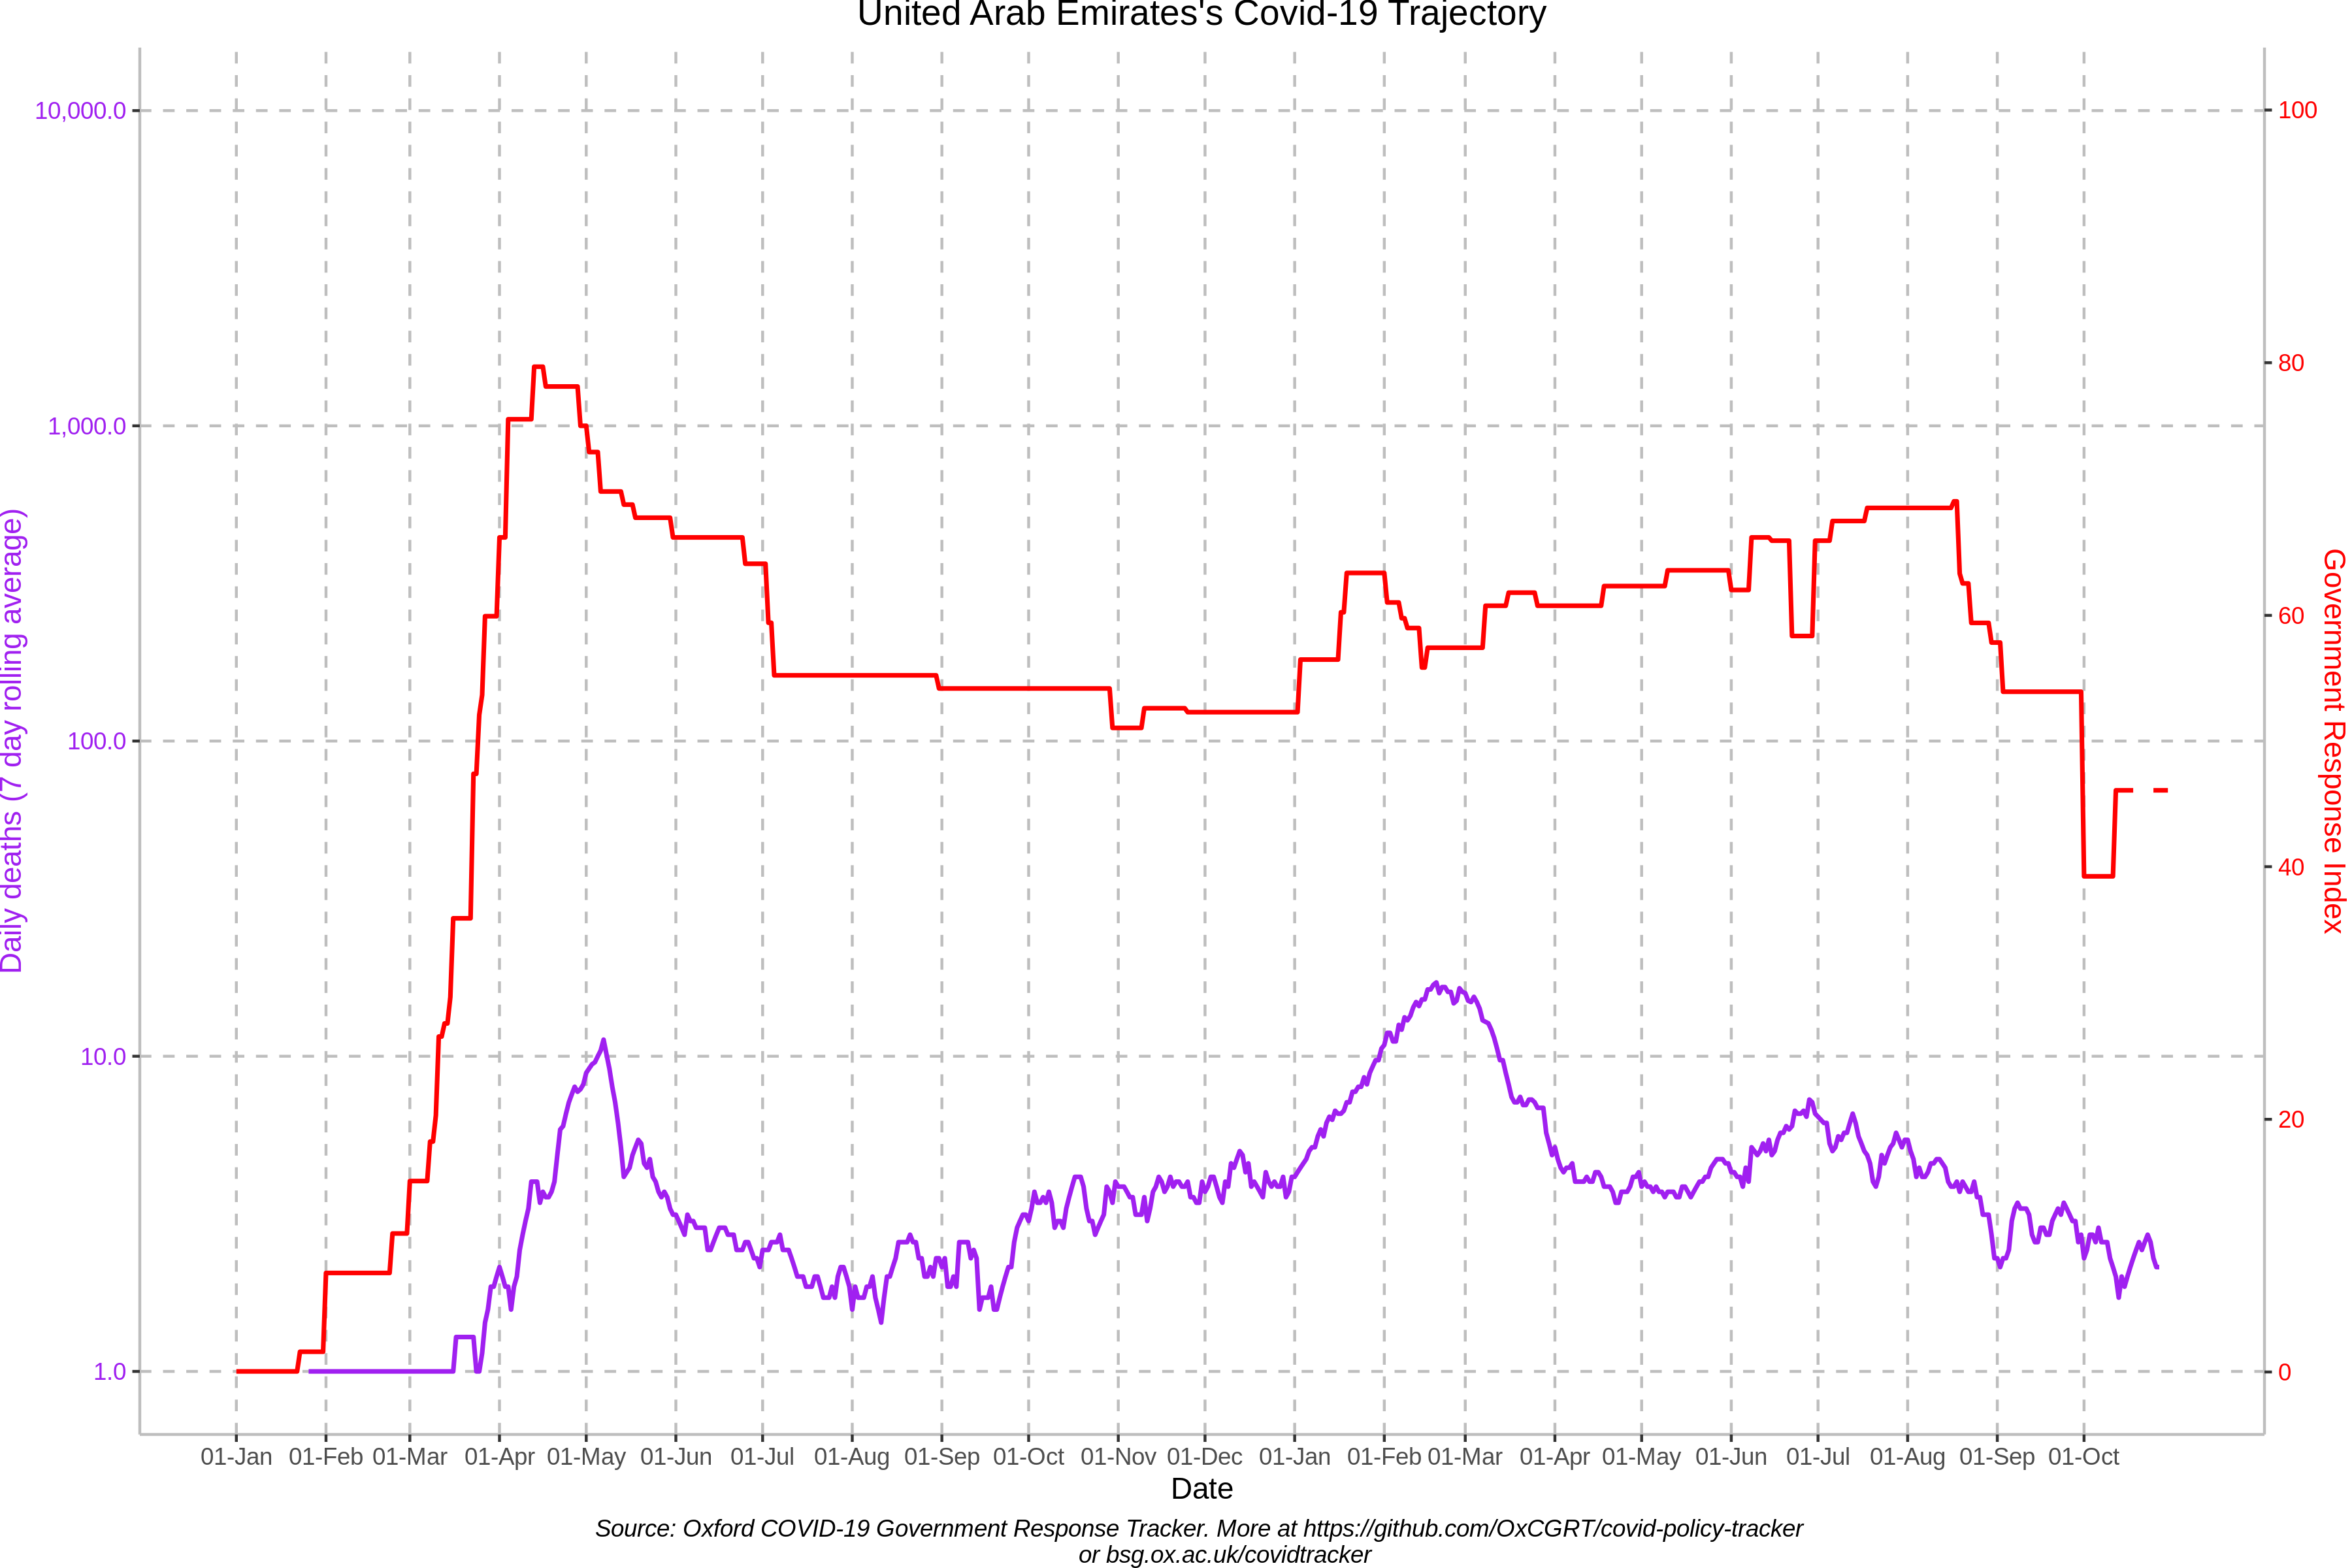 United Arab Emirates's Covid-19 Trajectory
10,000.0
1,000.0
100.0
10.0
1.0
Daily deaths (7 day rolling average)
100
80
60
40
20
0
Government Response Index
01-Jan 01-Feb 01-Mar 01-Apr 01-May 01-Jun 01-Jul 01-Aug 01-Sep 01-Oct 01-Nov 01-Dec 01-Jan 01-Feb 01-Mar 01-Apr 01-May 01-Jun 01-Jul 01-Aug 01-Sep 01-Oct
Date
Source: Oxford COVID-19 Government Response Tracker. More at https://github.com/OxCGRT/covid-policy-tracker
or bsg.ox.ac.uk/covidtracker